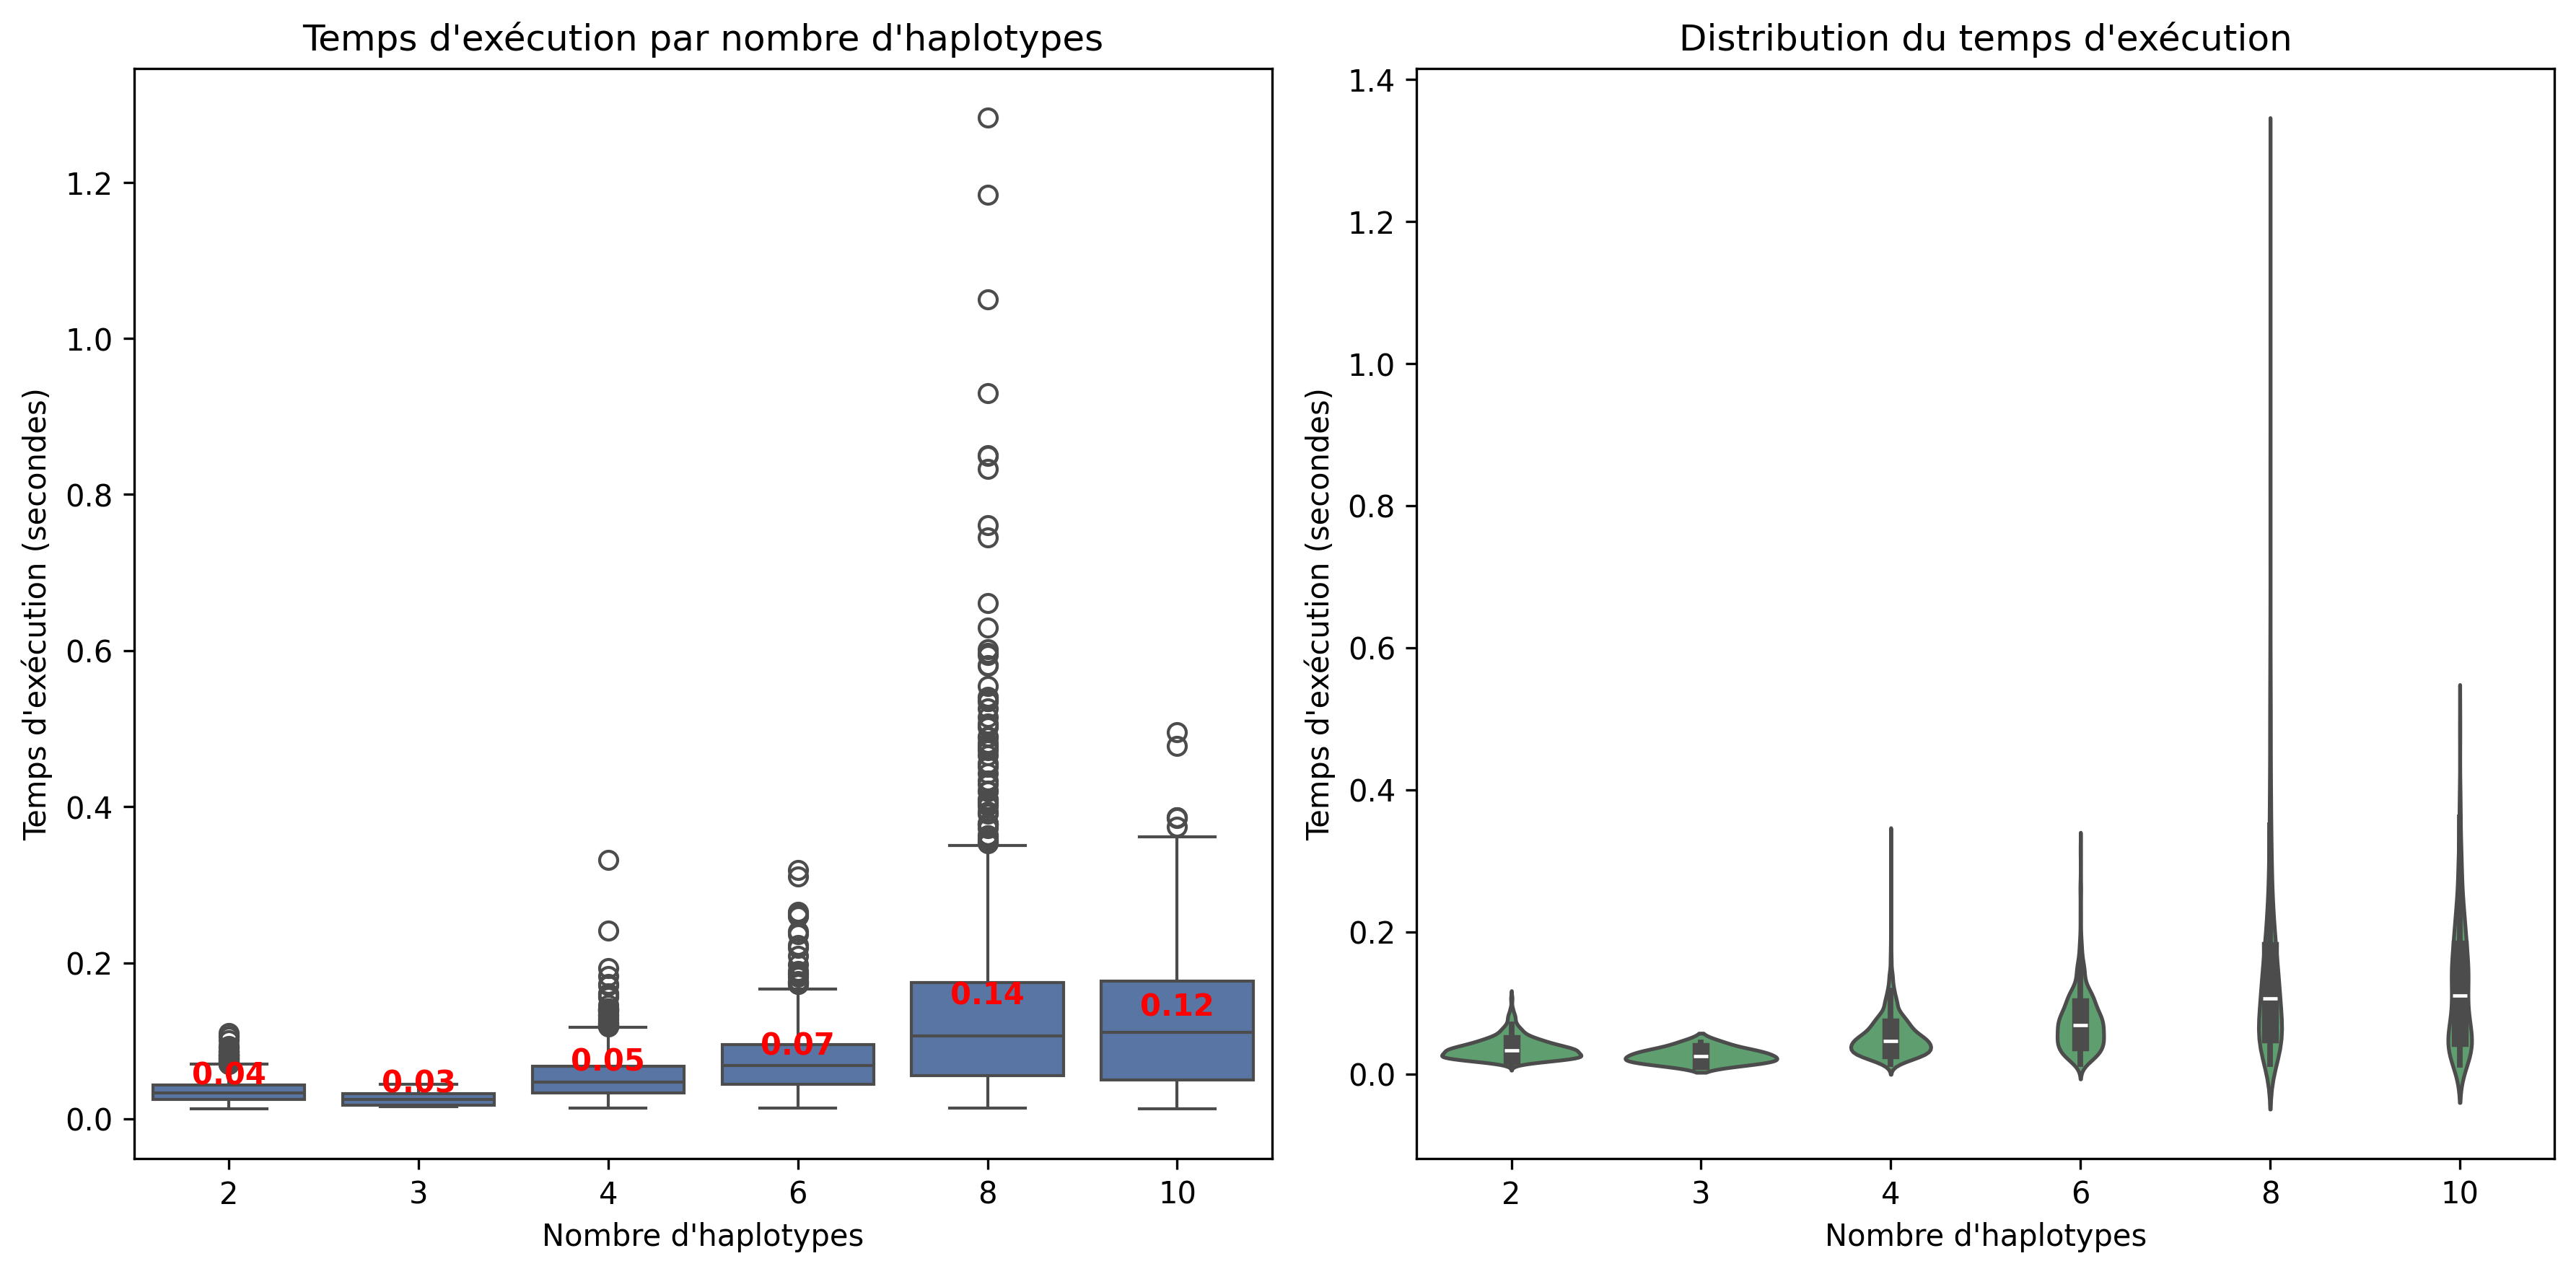 Temps d'exécution par nombre d'haplotypes
Temps d'exécution (secondes)
1.2
1.0
0.8
0.6
0.4
0.2
0.0
0.04
0.03
0.05
0.07
0.14
0.12
2 3 4 6 8 10
Nombre d'haplotypes
Distribution du temps d'exécution
Temps d'exécution (secondes)
1.4
1.2
1.0
0.8
0.6
0.4
0.2
0.0
2 3 4 6 8 10
Nombre d'haplotypes